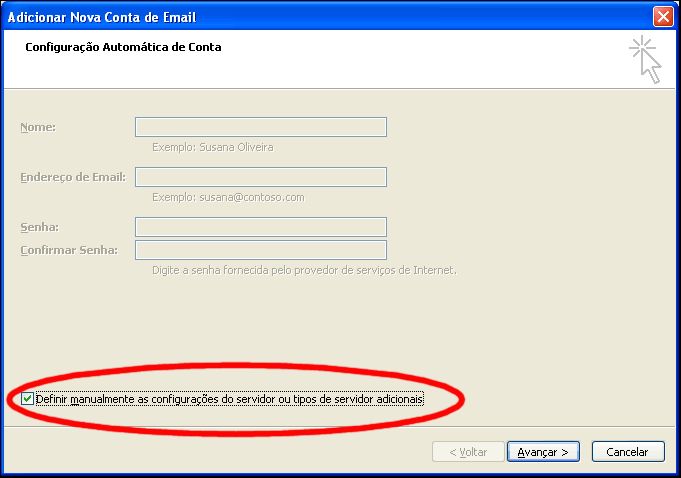 Adicionar Nova Conta de Email
Configuração Automática de Conta
Nome:
Exemplo: Susana Oliveira
Endereço de Email:
Exemplo: susana@contoso.com
Senha:
Confirmar Senha:
Digite a senha fornecida pelo provedor de serviços de Internet.
Definir manualmente as configurações do servidor ou tipos de servidor adicionais
< Voltar
Avançar >
Cancelar